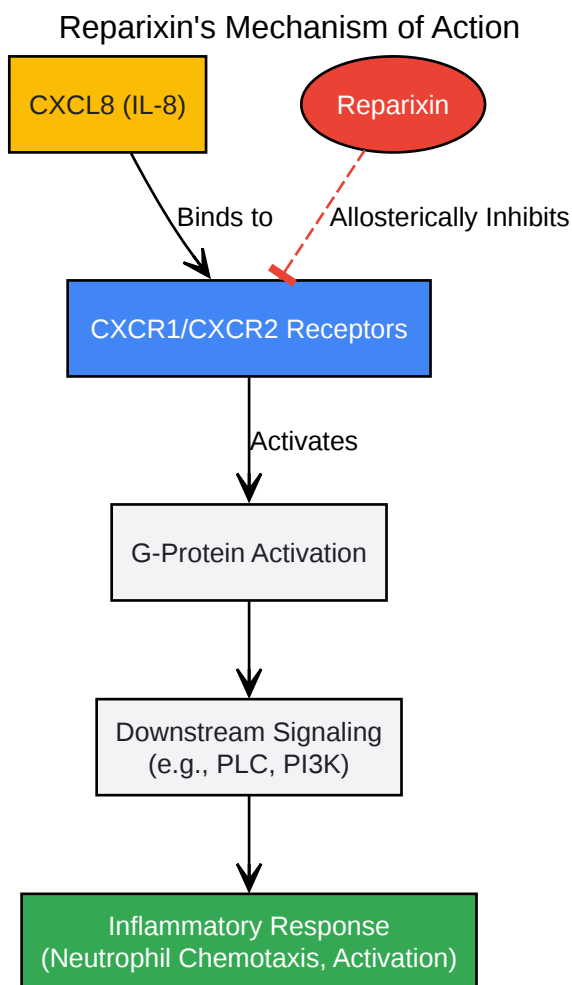 Reparixin's Mechanism of Action
CXCL8 (IL-8)
Reparixin
Binds to
Allosterically Inhibits
CXCR1/CXCR2 Receptors
Activates
G-Protein Activation
Downstream Signaling
(e.g., PLC, PI3K)
Inflammatory Response
(Neutrophil Chemotaxis, Activation)